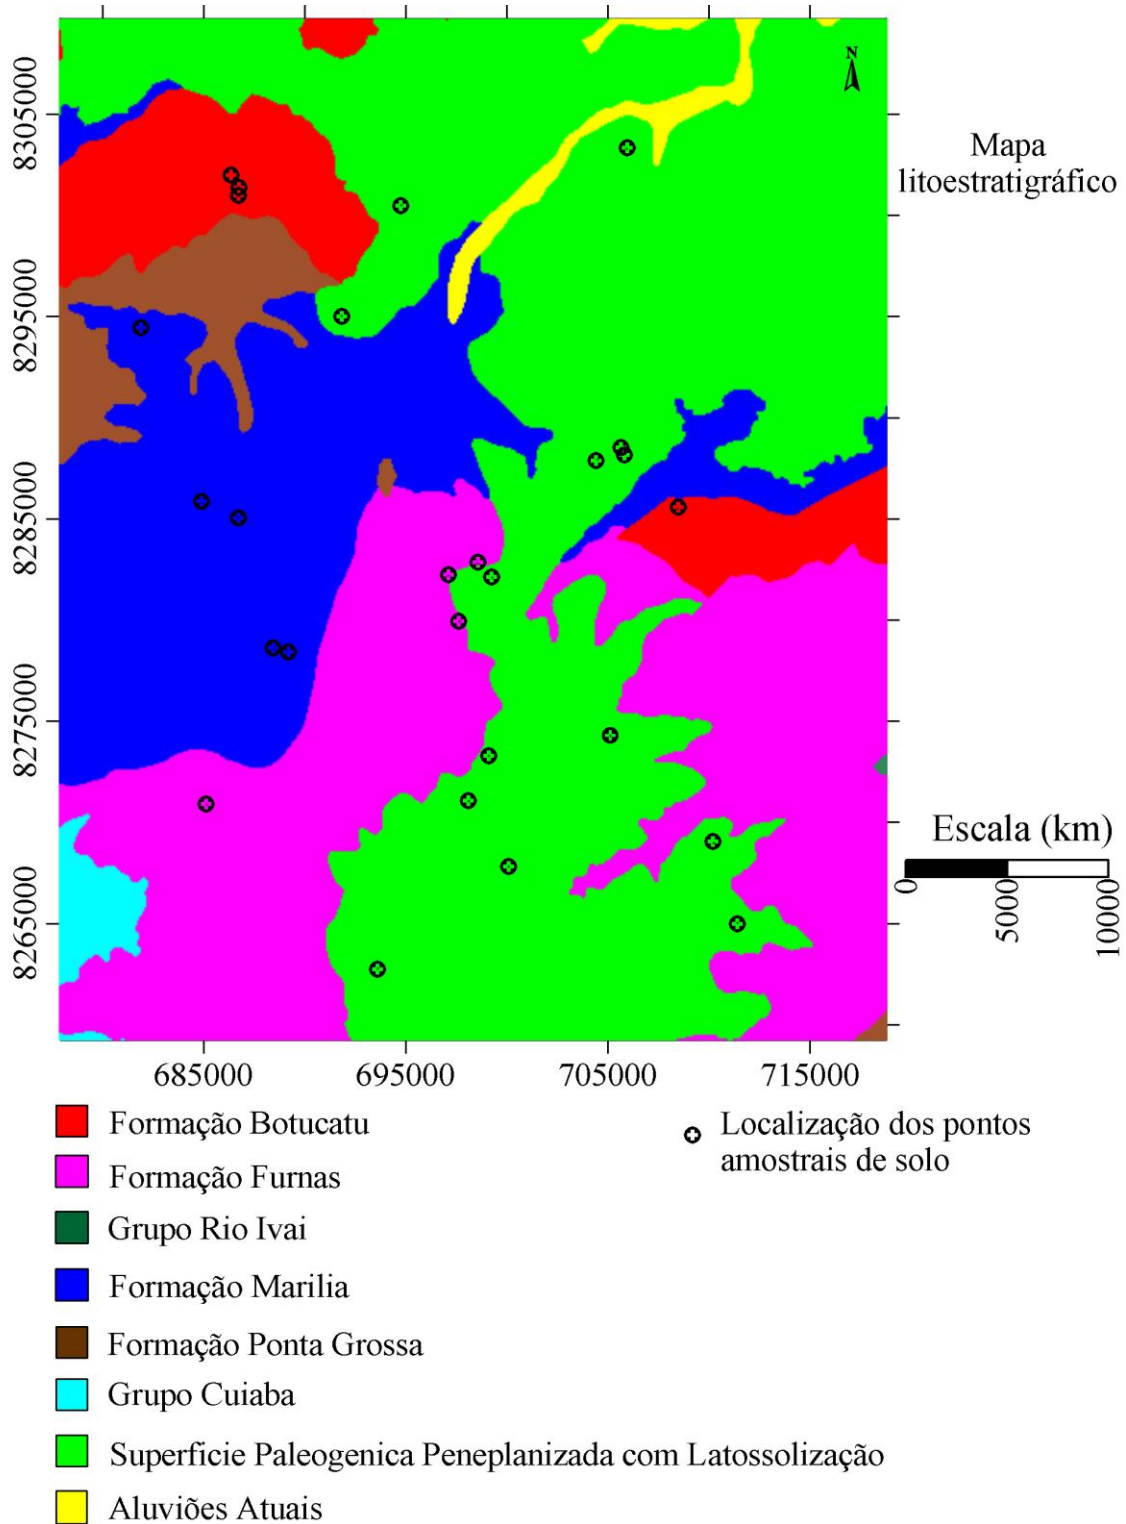 N
Mapa
litoestratigráfico
8305000
8295000
8285000
8275000
8265000
Escala (km)
0
5000
10000
685000
695000
705000
715000
Formação Botucatu
Formação Furnas
Grupo Rio Ivai
Formação Marilia
Formação Ponta Grossa
Grupo Cuiaba
Superficie Paleogenica Peneplanizada com Latossolização
Aluviões Atuais
Localização dos pontos
amostrais de solo